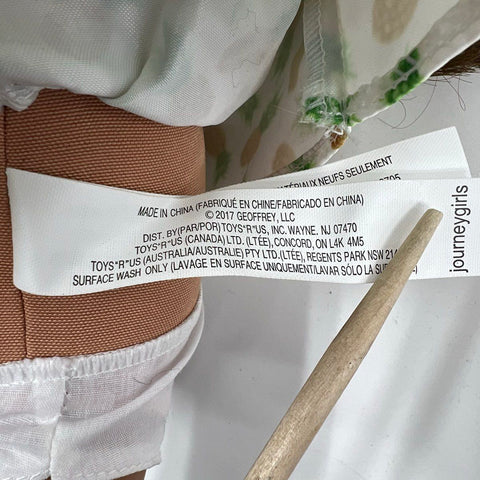 MATÉRIAUX NEUFS SEULEMENT
MADE IN CHINA (FABRIQUÉ EN CHINE/FABRICADO EN CHINA)
© 2017 GEOFFREY, LLC
DIST. BY(PAR/POR)TOYS"R"US, INC. WAYNE, NJ 07470
TOYS"R"US (CANADA) LTD. (LTÉE), CONCORD, ON L4K 4M5
TOYS"R"US (AUSTRALIA/AUSTRALIE) PTY LTD.(LTÉE), REGENTS PARK NSW
SURFACE WASH ONLY (LAVAGE EN SURFACE UNIQUEMENT/LAVAR SÓLO LA
journeygirls